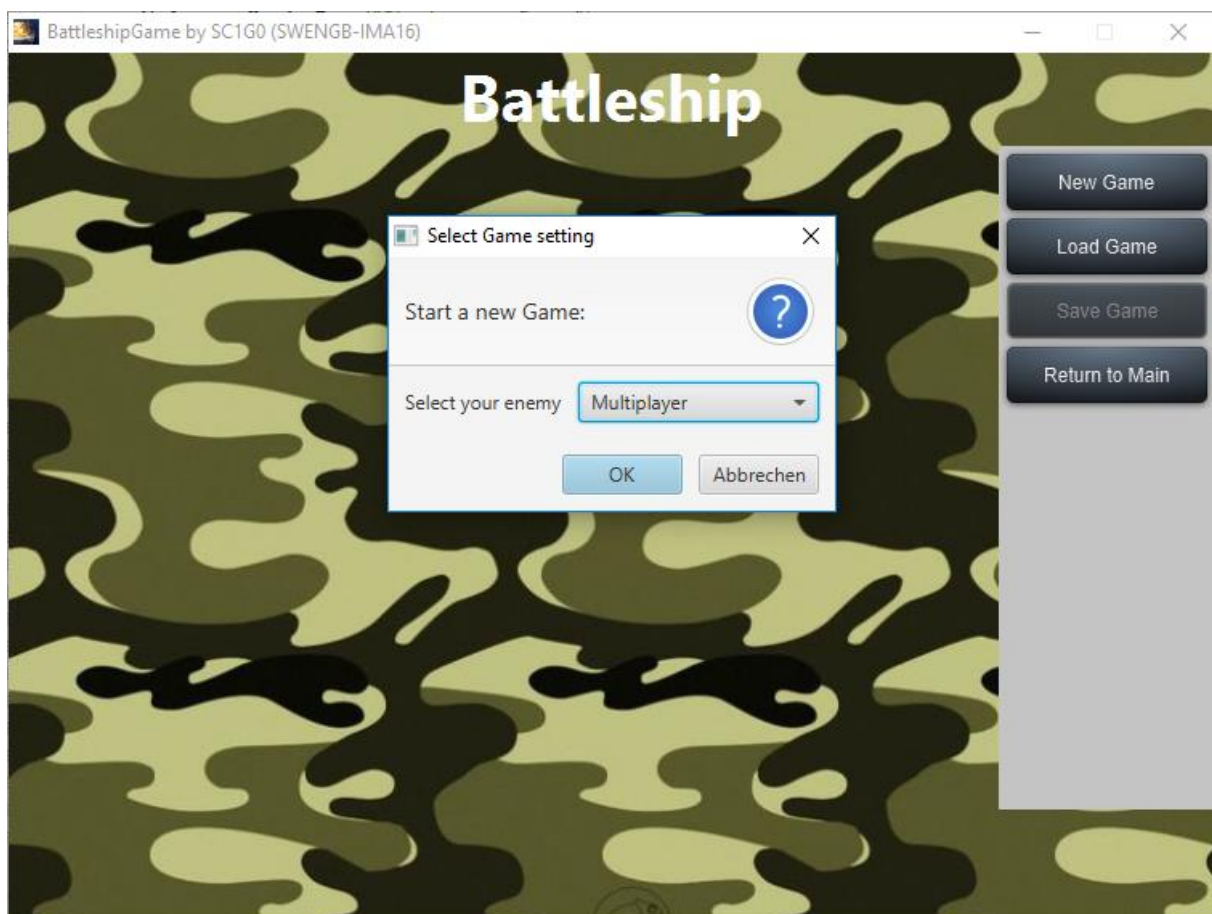 BattleshipGame by SC1G0 (SWENGB-IMA16)
Battleship
New Game
Load Game
Save Game
Return to Main
Select Game setting
Start a new Game:
?
Select your enemy Multiplayer
OK Abbrechen